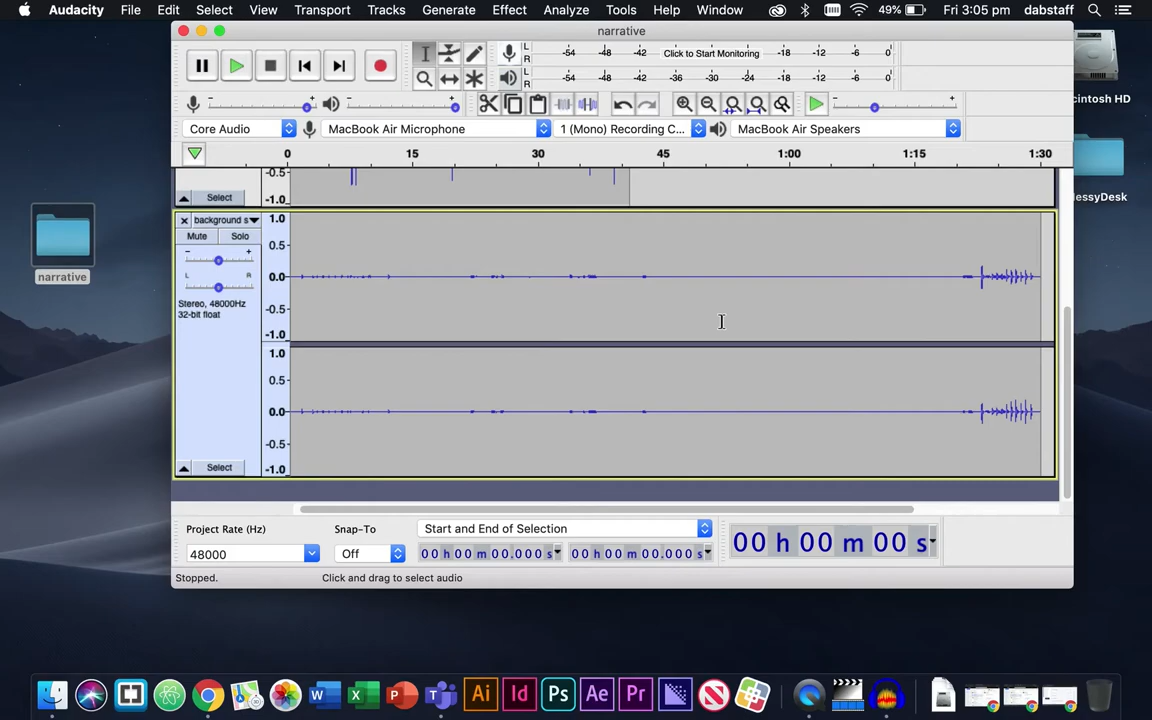 Audacity File Edit Select View Transport Tracks Generate Effect Analyze Tools Help Window 49% Fri 3:05 pm dabstaff
narrative
L
R
-54 -48 -42 Click to Start Monitoring -18 -12 -6 0
L
R
-54 -48 -42 -36 -30 -24 -18 -12 -6 0
- + - + - +
Core Audio MacBook Air Microphone 1 (Mono) Recording C... MacBook Air Speakers
0 15 30 45 1:00 1:15 1:30
cintosh HD
essyDesk
narrative
-0.5
-1.0
Select
background s
Mute Solo
- +
L R
Stereo, 48000Hz
32-bit float
1.0
0.5
0.0
-0.5
-1.0
1.0
0.5
0.0
-0.5
-1.0
Select
Project Rate (Hz) Snap-To Start and End of Selection
48000 Off 00 h 00 m 00.000 s 00 h 00 m 00.000 s 00 h 00 m 00 s
Stopped. Click and drag to select audio
W X P Ai Id Ps Ae Pr N